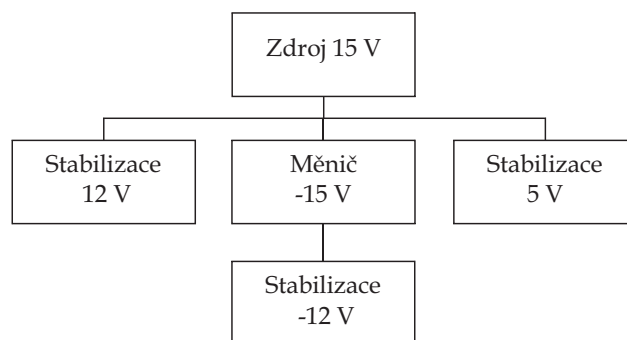 Zdroj 15 V
Stabilizace
12 V
Měnič
-15 V
Stabilizace
5 V
Stabilizace
-12 V